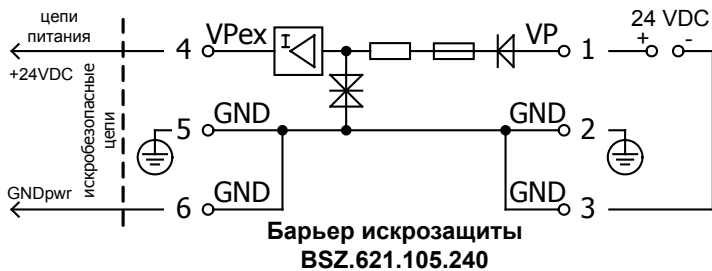 цепи питания
24 VDC
+ -
4 VPex
I
VP 1
+24VDC
искробезопасные цепи
5 GND
GND 2
GNDpwr
6 GND
GND 3
Барьер искрозащиты
BSZ.621.105.240